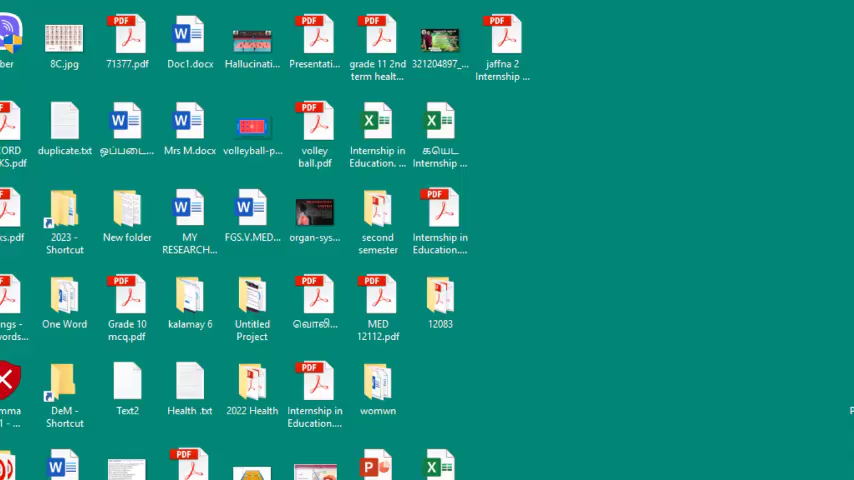 ber
8C.jpg
71377.pdf
Doc1.docx
Hallucinati...
Presentati...
grade 11 2nd
term healt...
321204897_...
jaffna 2
Internship ...
CORD
KS.pdf
duplicate.txt
ஒப்படை...
Mrs M.docx
volleyball-p...
volley
ball.pdf
Internship in
Education. ...
கயெட
Internship ...
ks.pdf
2023 -
Shortcut
New folder
MY
RESEARCH...
FGS.V.MED...
organ-sys...
second
semester
Internship in
Education....
ngs -
words...
One Word
Grade 10
mcq.pdf
kalamay 6
Untitled
Project
வொலி...
MED
12112.pdf
12083
mma
1 - ...
DeM -
Shortcut
Text2
Health .txt
2022 Health
Internship in
Education....
womwn